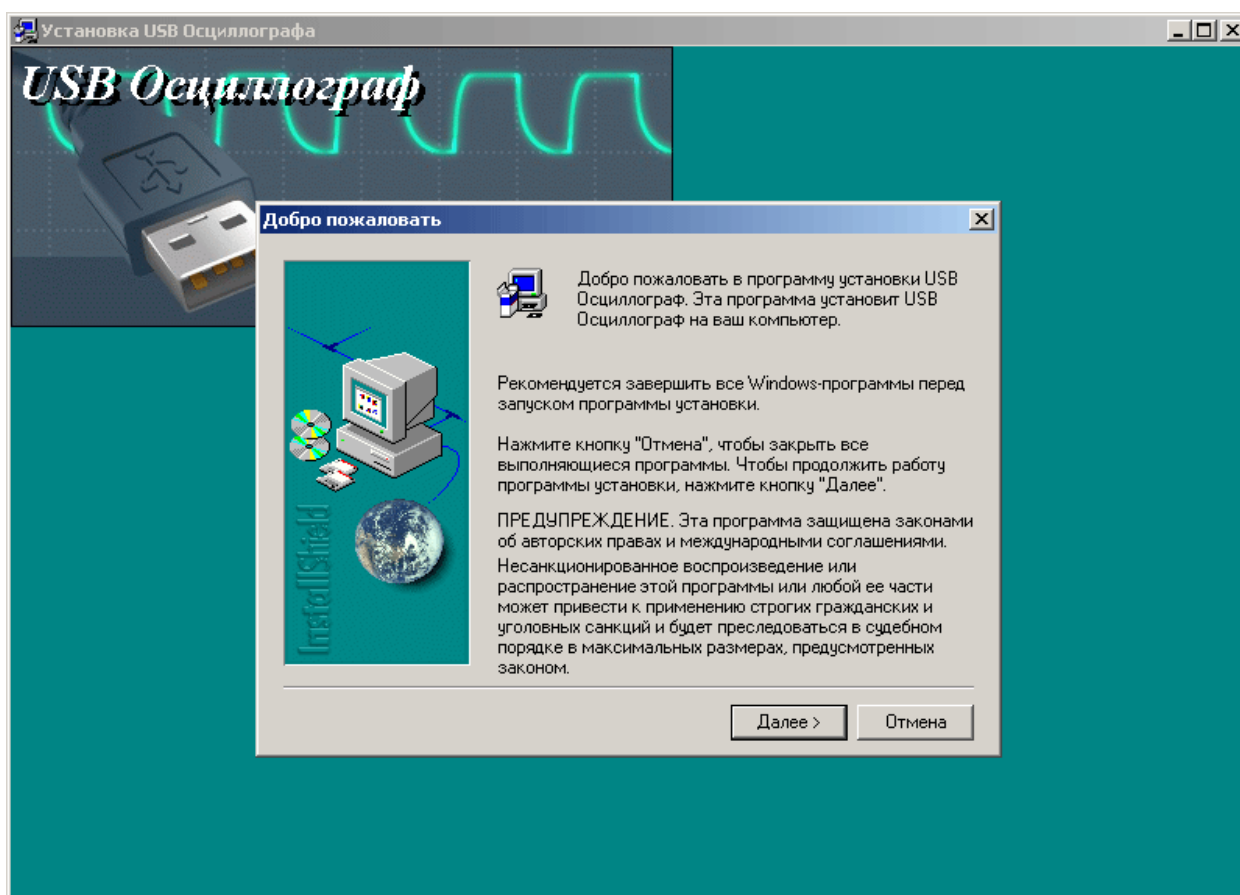 Установка USB Осциллографа
USB Осциллограф
Добро пожаловать
Добро пожаловать в программу установки USB
Осциллограф. Эта программа установит USB
Осциллограф на ваш компьютер.
Рекомендуется завершить все Windows-программы перед
запуском программы установки.
Нажмите кнопку "Отмена", чтобы закрыть все
выполняющиеся программы. Чтобы продолжить работу
программы установки, нажмите кнопку "Далее".
ПРЕДУПРЕЖДЕНИЕ. Эта программа защищена законами
об авторских правах и международными соглашениями.
Несанкционированное воспроизведение или
распространение этой программы или любой ее части
может привести к применению строгих гражданских и
уголовных санкций и будет преследоваться в судебном
порядке в максимальных размерах, предусмотренных
законом.
InstallShield
Далее >
Отмена